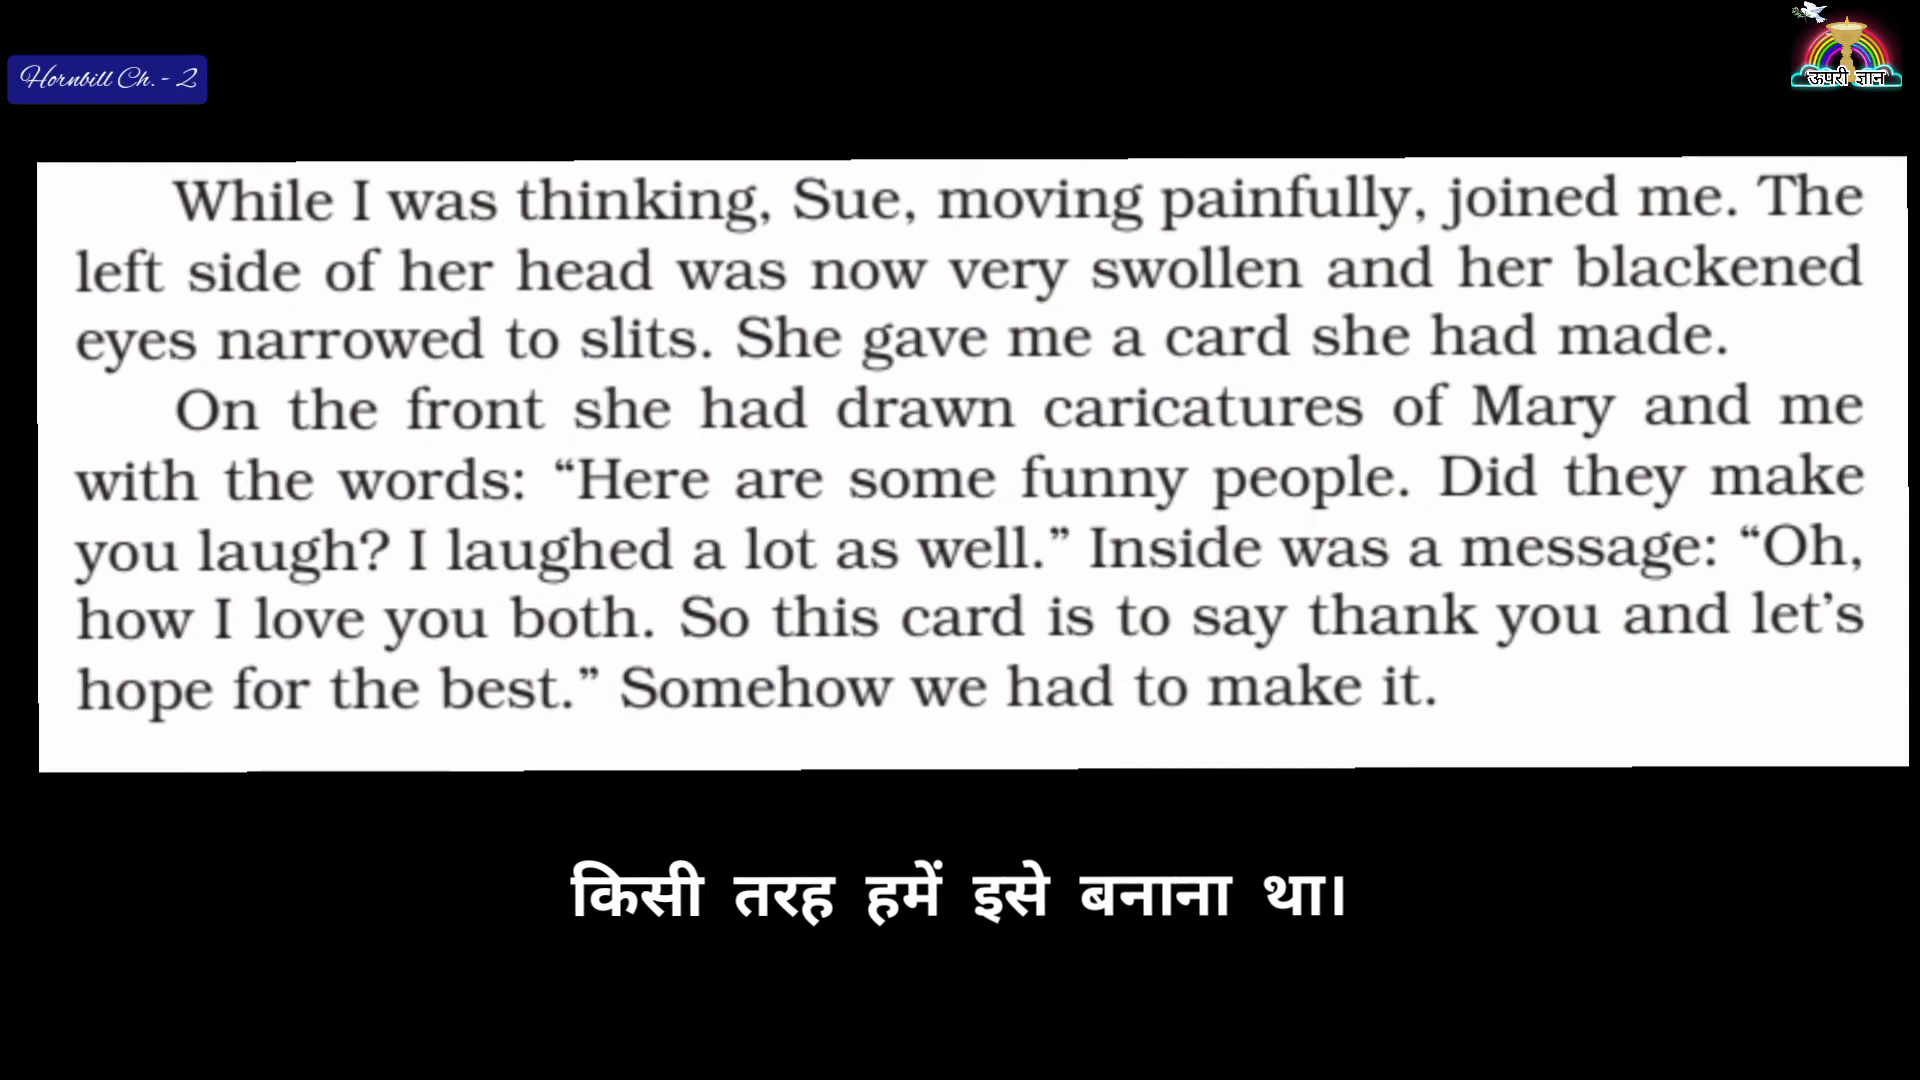 Hornbill Ch. - 2
ऊपरी ज्ञान
While I was thinking, Sue, moving painfully, joined me. The
left side of her head was now very swollen and her blackened
eyes narrowed to slits. She gave me a card she had made.
On the front she had drawn caricatures of Mary and me
with the words: “Here are some funny people. Did they make
you laugh? I laughed a lot as well.” Inside was a message: “Oh,
how I love you both. So this card is to say thank you and let’s
hope for the best.” Somehow we had to make it.
किसी तरह हमें इसे बनाना था।